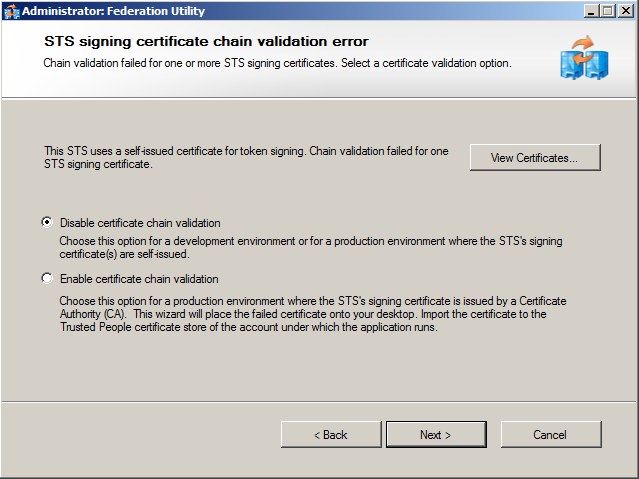 Administrator: Federation Utility
STS signing certificate chain validation error
Chain validation failed for one or more STS signing certificates. Select a certificate validation option.
This STS uses a self-issued certificate for token signing. Chain validation failed for one
STS signing certificate.
View Certificates...
Disable certificate chain validation
Choose this option for a development environment or for a production environment where the STS's signing
certificate(s) are self-issued.
Enable certificate chain validation
Choose this option for a production environment where the STS's signing certificate is issued by a Certificate
Authority (CA).  This wizard will place the failed certificate onto your desktop. Import the certificate to the
Trusted People certificate store of the account under which the application runs.
< Back
Next >
Cancel